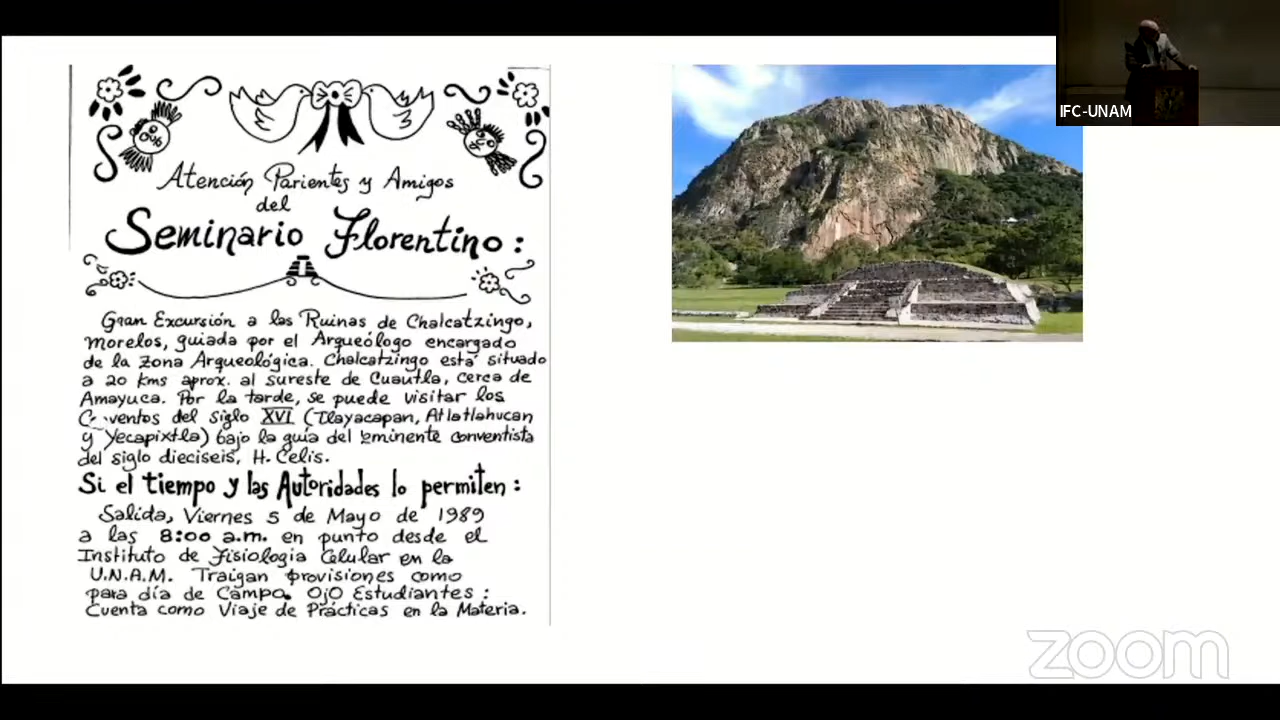 Atención Parientes y Amigos
del
Seminario Florentino:
Gran Excursión a las Ruinas de Chalcatzingo,
Morelos, guiada por el Arqueólogo encargado
de la Zona Arqueológica. Chalcatzingo está situado
a 20 kms aprox. al sureste de Cuautla, cerca de
Amayuca. Por la tarde, se puede visitar los
Conventos del siglo XVI (Tlayacapan, Atlatlahucan
y Yecapixtla) bajo la guía del eminente conventista
del siglo dieciseis, H. Celis.
Si el tiempo y las Autoridades lo permiten:
Salida, Viernes 5 de Mayo de 1989
a las 8:00 a.m. en punto desde el
Instituto de Fisiología Celular en la
U.N.A.M. Traigan provisiones como
para día de Campo. OjO Estudiantes:
Cuenta como Viaje de Prácticas en la Materia.
IFC-UNAM
zoom